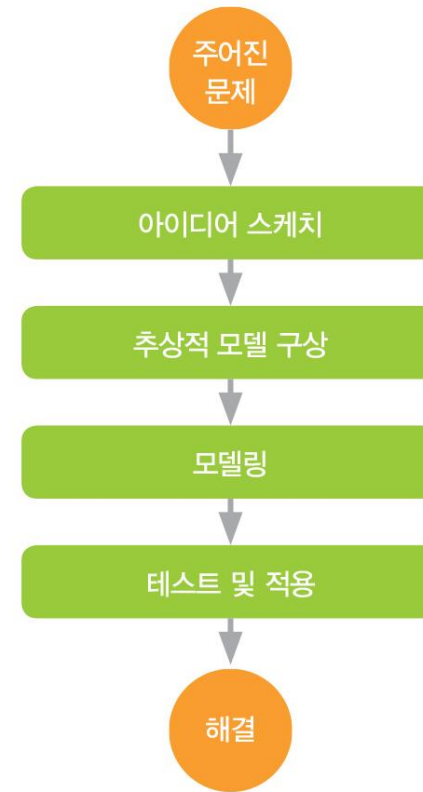 주어진
문제
아이디어 스케치
추상적 모델 구상
모델링
테스트 및 적용
해결